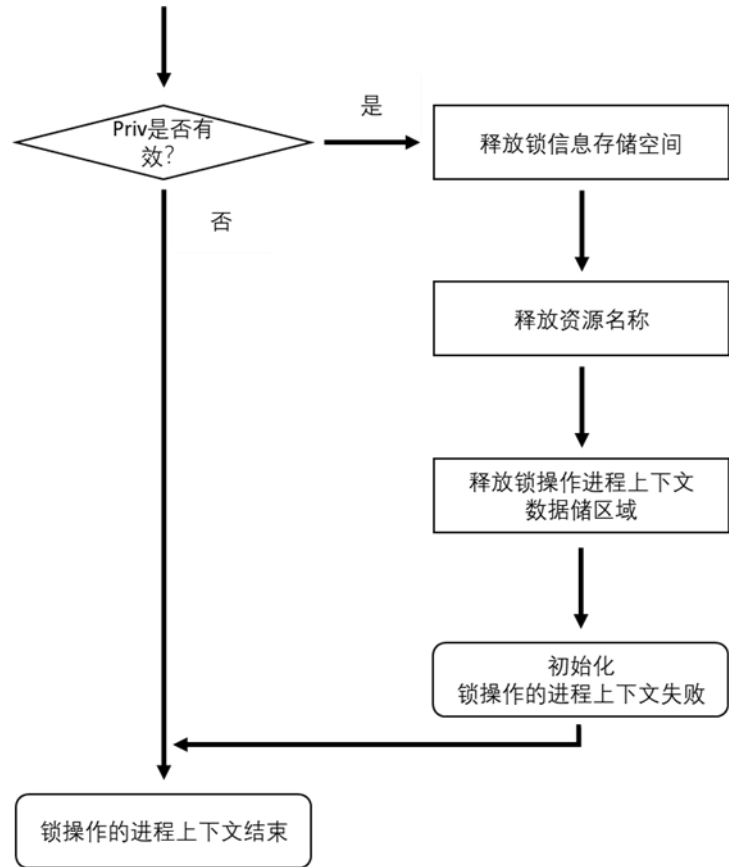 Priv是否有
效？
是
释放锁信息存储空间
否
释放资源名称
释放锁操作进程上下文
数据储区域
初始化
锁操作的进程上下文失败
锁操作的进程上下文结束